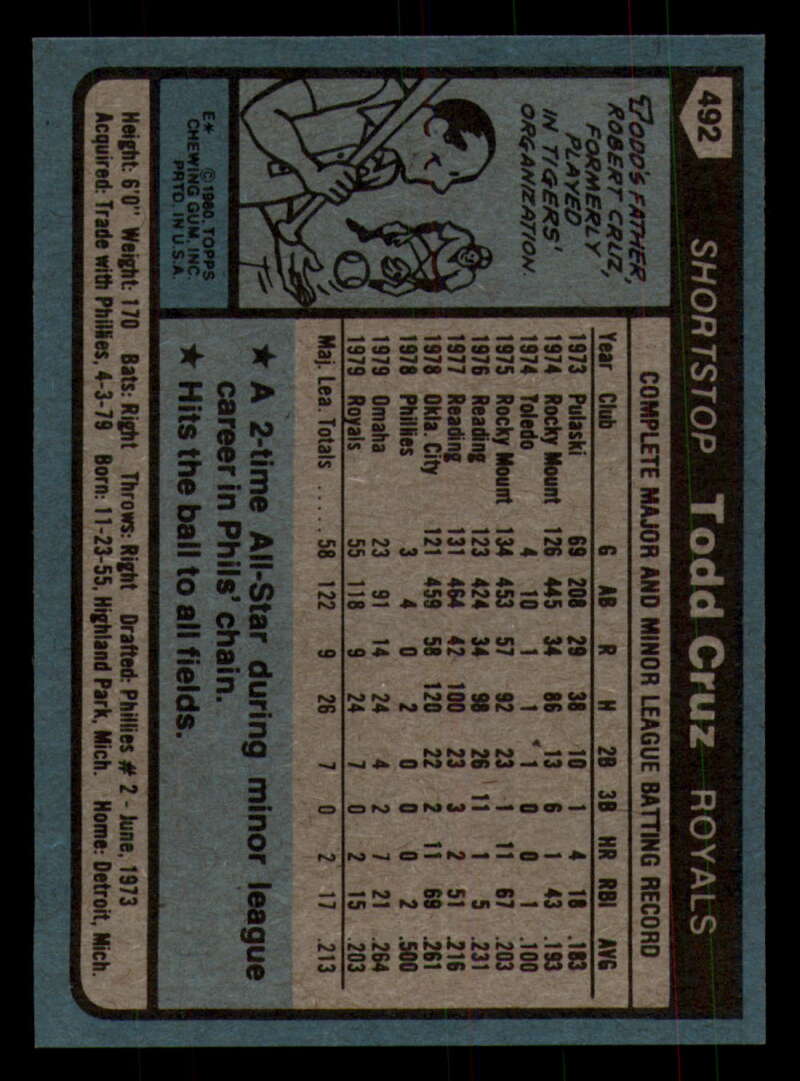 492
SHORTSTOP Todd Cruz ROYALS
TODD'S FATHER,
ROBERT CRUZ,
FORMERLY
PLAYED
IN TIGERS'
ORGANIZATION.
COMPLETE MAJOR AND MINOR LEAGUE BATTING RECORD
Year Club G AB R H 2B 3B HR RBI AVG
1973 Pulaski 69 208 29 38 10 1 4 18 .183
1974 Rocky Mount 126 445 34 86 13 6 1 43 .193
1974 Toledo 4 10 1 1 1 0 0 1 .100
1975 Rocky Mount 134 453 57 92 23 1 11 67 .203
1976 Reading 123 424 34 98 26 11 1 5 .231
1977 Reading 131 464 42 100 23 3 2 51 .216
1978 Okla. City 121 459 58 120 22 2 11 69 .261
1978 Phillies 3 4 0 2 0 0 0 2 .500
1979 Omaha 23 91 14 24 4 2 7 21 .264
1979 Royals 55 118 9 24 7 0 2 15 .203
Maj. Lea. Totals ..... 58 122 9 26 7 0 2 17 .213
★ A 2-time All-Star during minor league
career in Phils' chain.
★ Hits the ball to all fields.
E* ©1980, TOPPS
CHEWING GUM, INC.
PRTD. IN U.S.A.
Height: 6'0" Weight: 170 Bats: Right Throws: Right Drafted: Phillies #2 - June, 1973
Acquired: Trade with Phillies, 4-3-79 Born: 11-23-55, Highland Park, Mich. Home: Detroit, Mich.